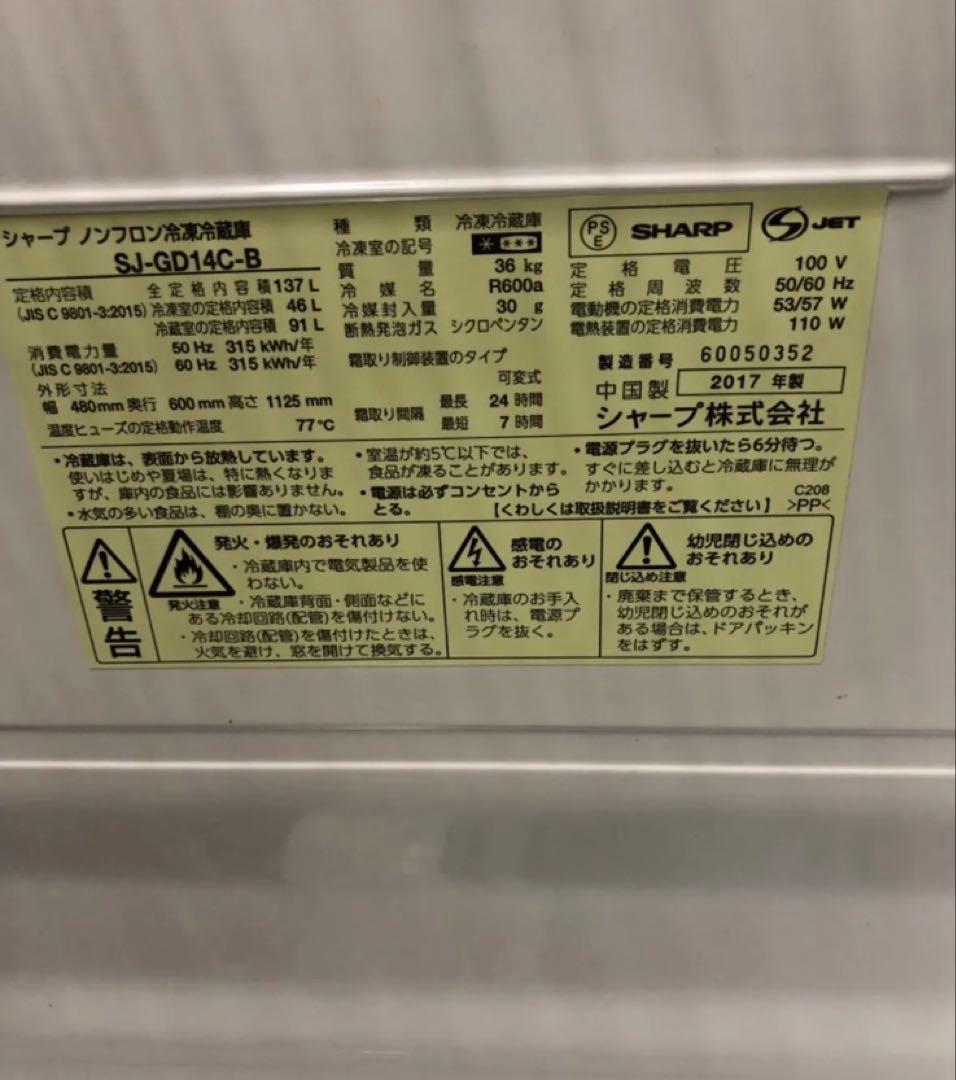 シャープ ノンフロン冷凍冷蔵庫
SJ-GD14C-B
定格内容積 全定格内容積 137 L
(JIS C 9801-3:2015) 冷凍室の定格内容積 46 L
冷蔵室の定格内容積 91 L
消費電力量 50 Hz 315 kWh/年
(JIS C 9801-3:2015) 60 Hz 315 kWh/年
外形寸法
幅 480mm 奥行 600mm 高さ 1125 mm
温度ヒューズの定格動作温度 77℃
種類 冷凍冷蔵庫
冷凍室の記号 * ***
質量 36 kg
冷媒名 R600a
冷媒封入量 30 g
断熱発泡ガス シクロペンタン
霜取り制御装置のタイプ
可変式
霜取り間隔 最長 24 時間
最短 7 時間
PSE SHARP S JET
定格電圧 100 V
定格周波数 50/60 Hz
電動機の定格消費電力 53/57 W
電熱装置の定格消費電力 110 W
製造番号 60050352
中国製 2017 年製
シャープ株式会社
・冷蔵庫は、表面から放熱しています。
使いはじめや夏場は、特に熱くなりま
すが、庫内の食品には影響ありません。
・水気の多い食品は、棚の奥に置かない。
・室温が約5℃以下では、
食品が凍ることがあります。
・電源は必ずコンセントから
とる。
・電源プラグを抜いたら6分待つ。
すぐに差し込むと冷蔵庫に無理が
かかります。
C208
【くわしくは取扱説明書をご覧ください】 >PP<
警告
発火・爆発のおそれあり
発火注意
・冷蔵庫内で電気製品を使
わない。
・冷蔵庫背面・側面などに
ある冷却回路(配管)を傷付けない。
・冷却回路(配管)を傷付けたときは、
火気を避け、窓を開けて換気する。
感電の
おそれあり
感電注意
・冷蔵庫のお手入
れ時は、電源プ
ラグを抜く。
幼児閉じ込めの
おそれあり
閉じ込め注意
・廃棄まで保管するとき、
幼児閉じ込めのおそれが
ある場合は、ドアパッキン
をはずす。